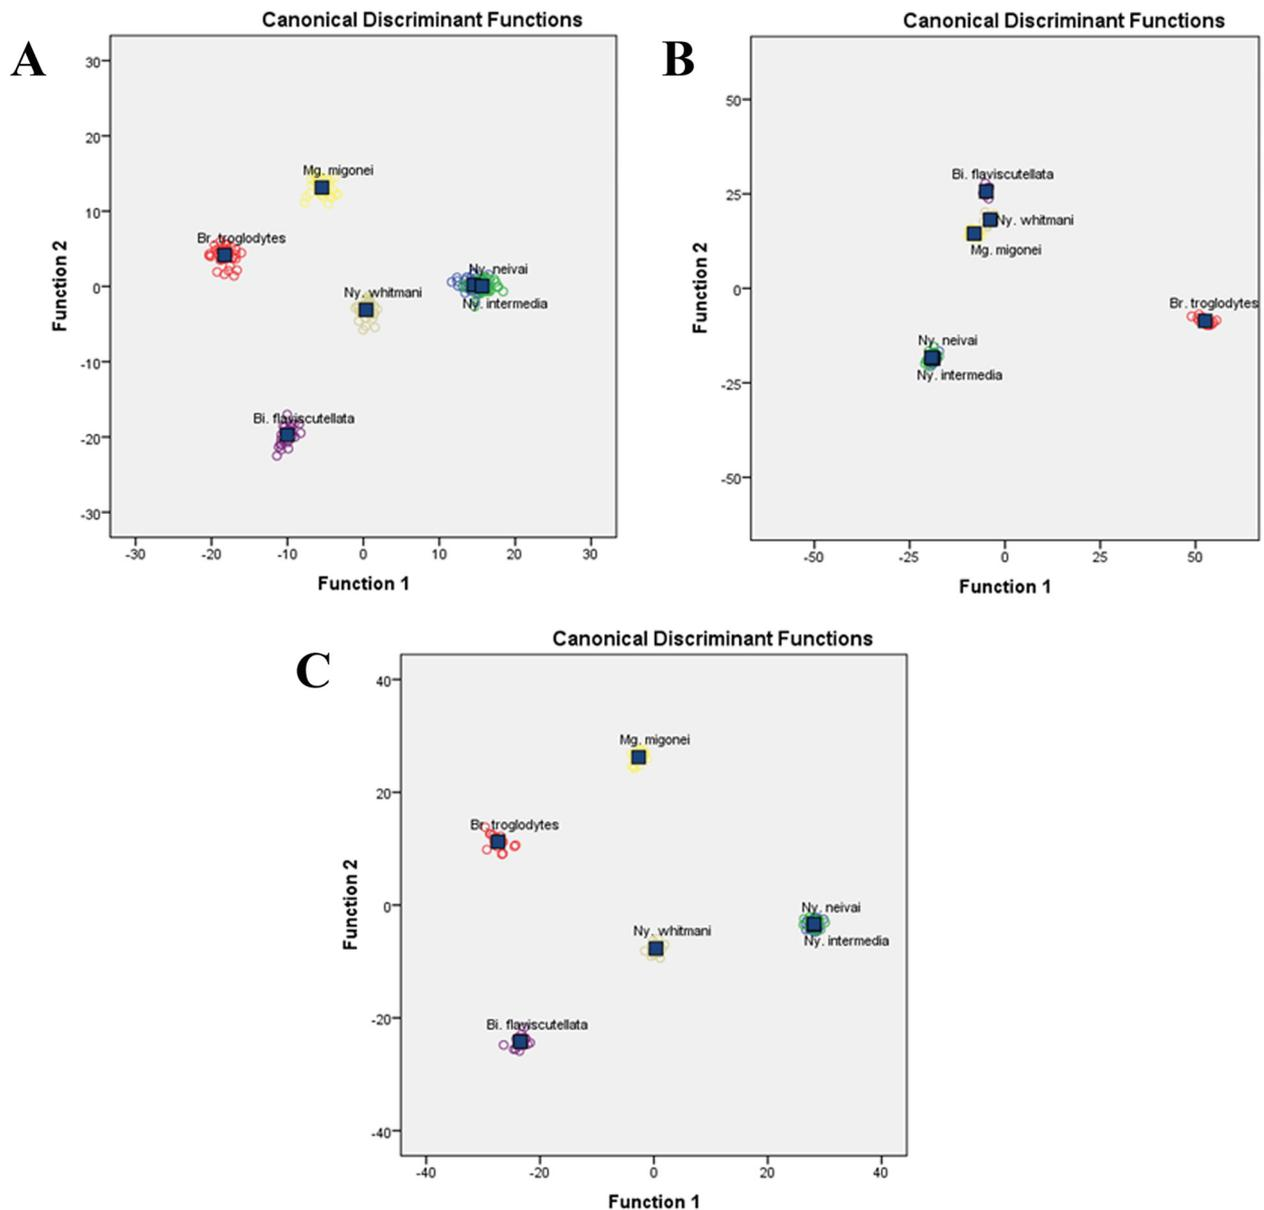 A
Canonical Discriminant Functions
Function 2
30
20
10
0
-10
-20
-30
Mg. migonei
Br. troglodytes
Ny. neivai
Ny. whitmani
Ny. intermedia
Bi. flaviscutellata
-30
-20
-10
0
10
20
30
Function 1
B
Canonical Discriminant Functions
Function 2
50
25
0
-25
-50
Bi. flaviscutellata
Ny. whitmani
Mg. migonei
Br. troglodytes
Ny. neivai
Ny. intermedia
-50
-25
0
25
50
Function 1
C
Canonical Discriminant Functions
Function 2
40
20
0
-20
-40
Mg. migonei
Br. troglodytes
Ny. neivai
Ny. whitmani
Ny. intermedia
Bi. flaviscutellata
-40
-20
0
20
40
Function 1